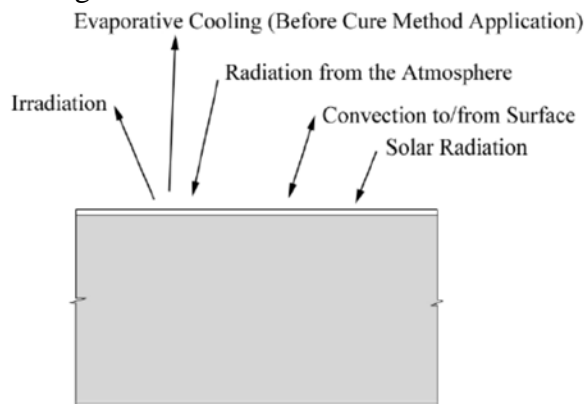 Evaporative Cooling (Before Cure Method Application)
Radiation from the Atmosphere
Irradiation
Convection to/from Surface
Solar Radiation